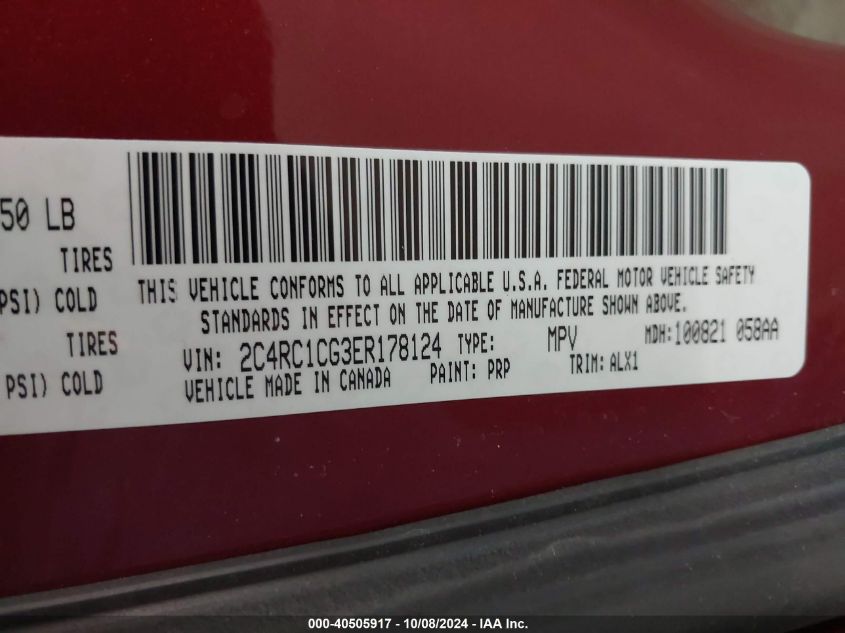 50 LB
TIRES
PSI) COLD
TIRES
PSI) COLD
THIS VEHICLE CONFORMS TO ALL APPLICABLE U.S.A. FEDERAL MOTOR VEHICLE SAFETY
STANDARDS IN EFFECT ON THE DATE OF MANUFACTURE SHOWN ABOVE.
VIN: 2C4RC1CG3ER178124 TYPE: MPV MDH:100821 058AA
VEHICLE MADE IN CANADA PAINT: PRP TRIM: ALX1
000-40505917 - 10/08/2024 - IAA Inc.